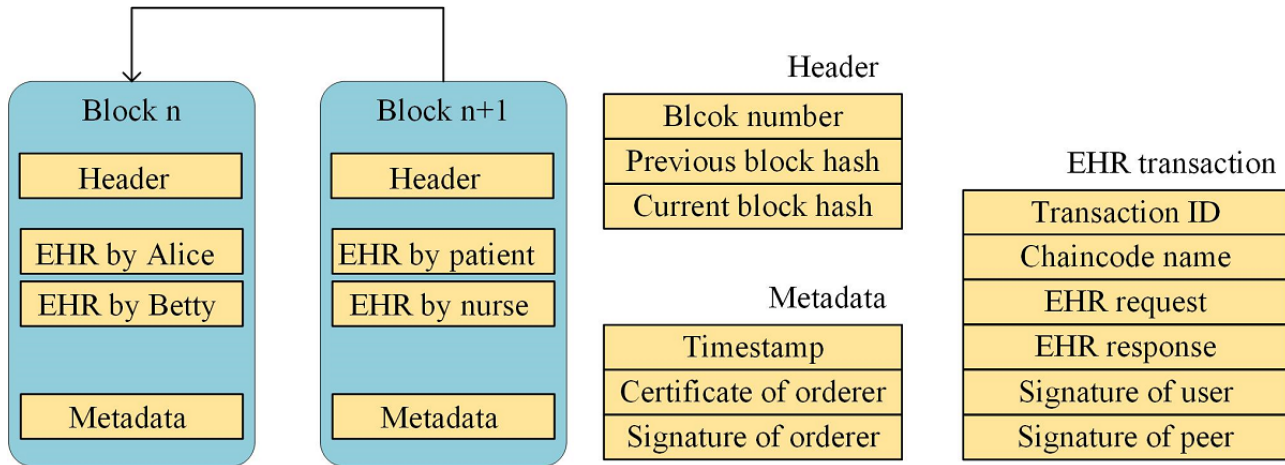 Block n
Header
EHR by Alice
EHR by Betty
Metadata
Block n+1
Header
EHR by patient
EHR by nurse
Metadata
Header
Blcok number
Previous block hash
Current block hash
Metadata
Timestamp
Certificate of orderer
Signature of orderer
EHR transaction
Transaction ID
Chaincode name
EHR request
EHR response
Signature of user
Signature of peer